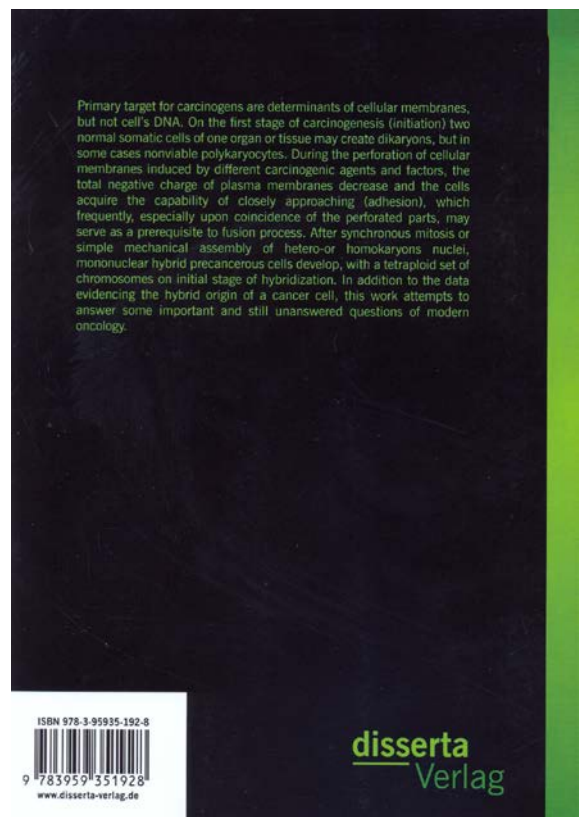 Primary target for carcinogens are determinants of cellular membranes,
but not cell's DNA. On the first stage of carcinogenesis (initiation) two
normal somatic cells of one organ or tissue may create dikaryons, but in
some cases nonviable polykaryocytes. During the perforation of cellular
membranes induced by different carcinogenic agents and factors, the
total negative charge of plasma membranes decrease and the cells
acquire the capability of closely approaching (adhesion), which
frequently, especially upon coincidence of the perforated parts, may
serve as a prerequisite to fusion process. After synchronous mitosis or
simple mechanical assembly of hetero-or homokaryons nuclei,
mononuclear hybrid precancerous cells develop, with a tetraploid set of
chromosomes on initial stage of hybridization. In addition to the data
evidencing the hybrid origin of a cancer cell, this work attempts to
answer some important and still unanswered questions of modern
oncology.
ISBN 978-3-95935-192-8
9 783959 351928
www.disserta-verlag.de
disserta
Verlag